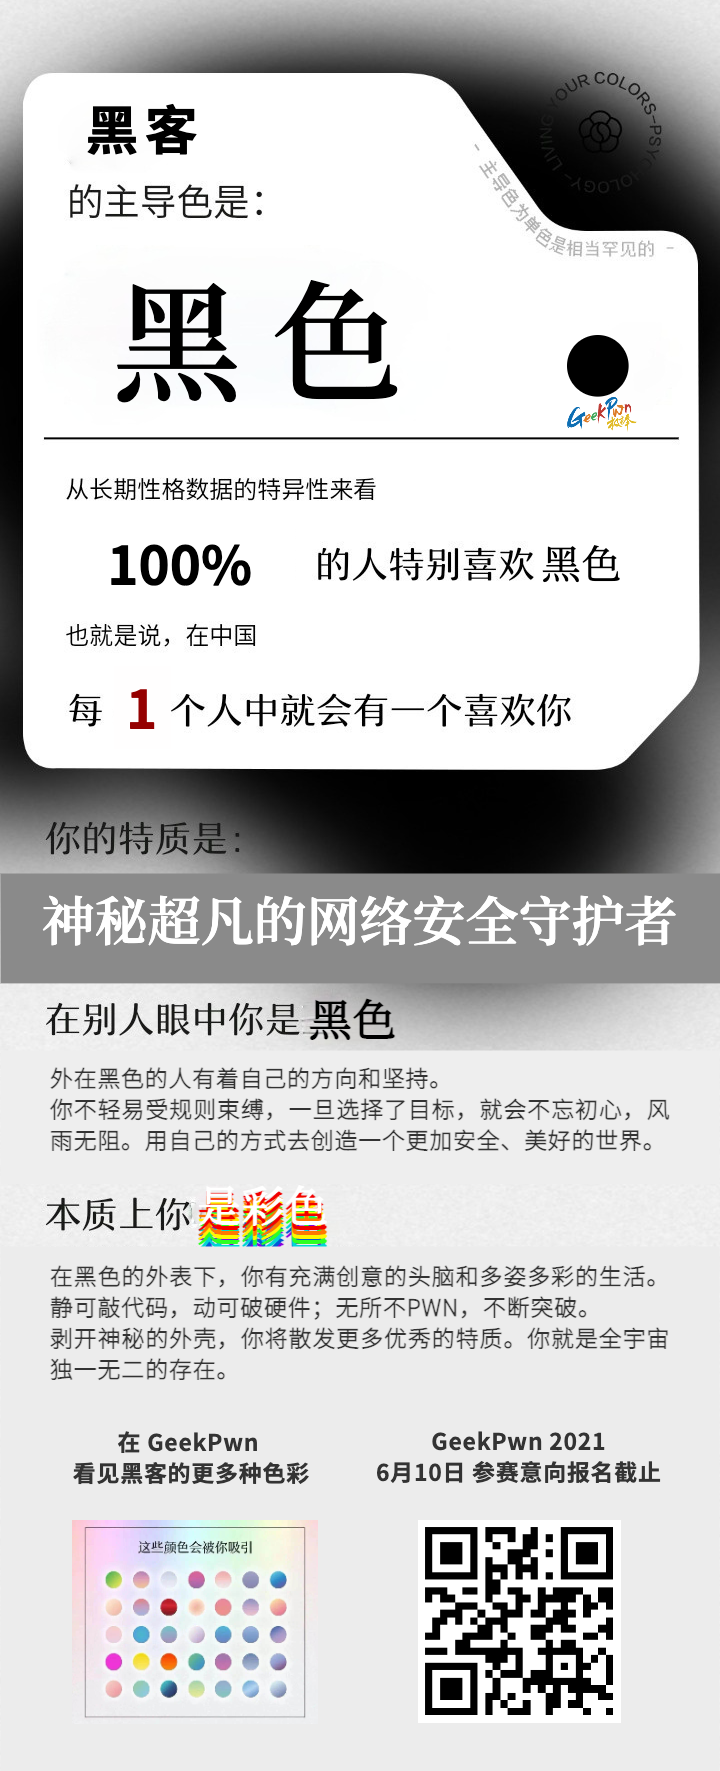 黑客
LIVING YOUR COLORS-PSYCHOLOGY-
的主导色是：
- 主导色为单色是相当罕见的 -
黑色
GeekPwn
极棒
从长期性格数据的特异性来看
100% 的人特别喜欢 黑色
也就是说，在中国
每 1 个人中就会有一个喜欢你
你的特质是：
神秘超凡的网络安全守护者
在别人眼中你是黑色
外在黑色的人有着自己的方向和坚持。
你不轻易受规则束缚，一旦选择了目标，就会不忘初心，风
雨无阻。用自己的方式去创造一个更加安全、美好的世界。
本质上你是彩色
在黑色的外表下，你有充满创意的头脑和多姿多彩的生活。
静可敲代码，动可破硬件；无所不PWN，不断突破。
剥开神秘的外壳，你将散发更多优秀的特质。你就是全宇宙
独一无二的存在。
在 GeekPwn
看见黑客的更多种色彩
GeekPwn 2021
6月10日 参赛意向报名截止
这些颜色会被你吸引